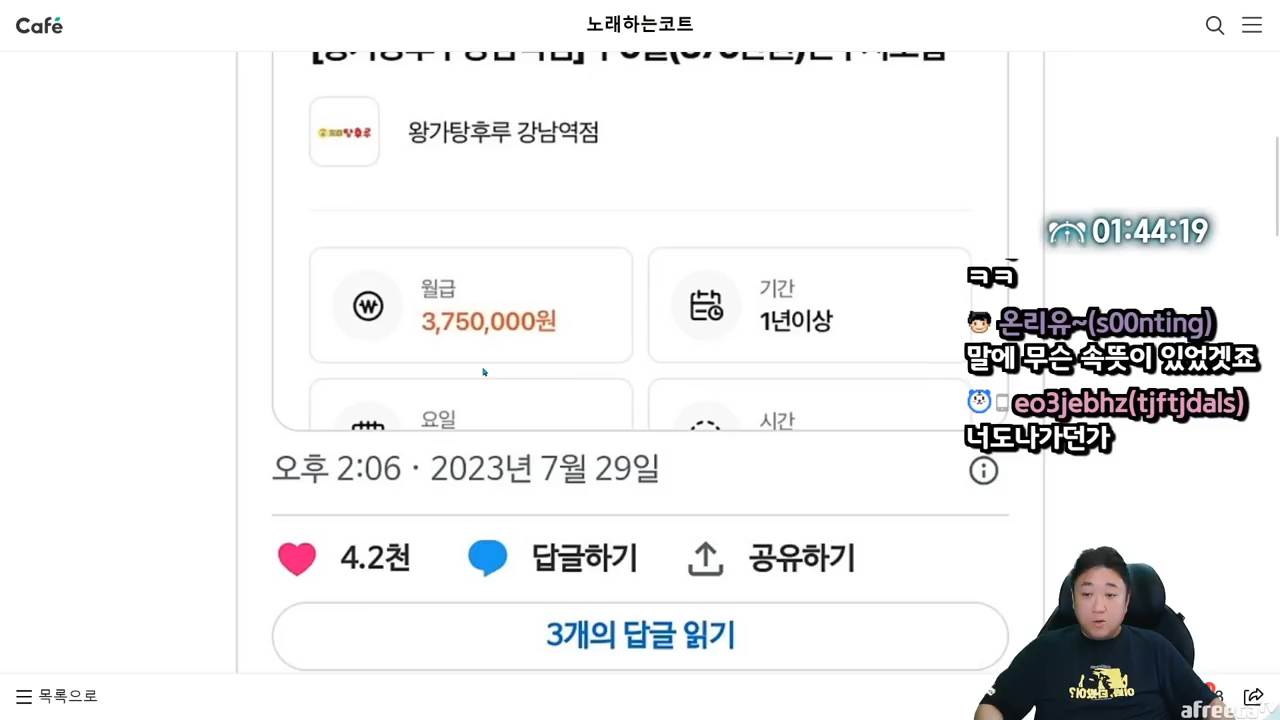 Café
노래하는코트
왕가탕후루 강남역점
월급
3,750,000원
기간
1년이상
요일
시간
오후 2:06 · 2023년 7월 29일
4.2천
답글하기
공유하기
3개의 답글 읽기
목록으로
01:44:19
ㅋㅋ
온리유~(s00nting)
말에 무슨 속뜻이 있었겟죠
eo3jebhz(tjftjdals)
너도나가던가